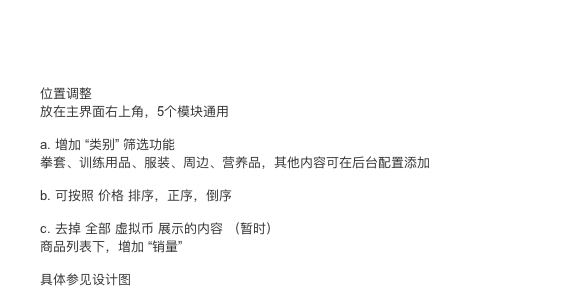 位置调整
放在主界面右上角，5个模块通用
a. 增加 “类别” 筛选功能
拳套、训练用品、服装、周边、营养品，其他内容可在后台配置添加
b. 可按照 价格 排序，正序，倒序
c. 去掉 全部 虚拟币 展示的内容 （暂时）
商品列表下，增加 “销量”
具体参见设计图